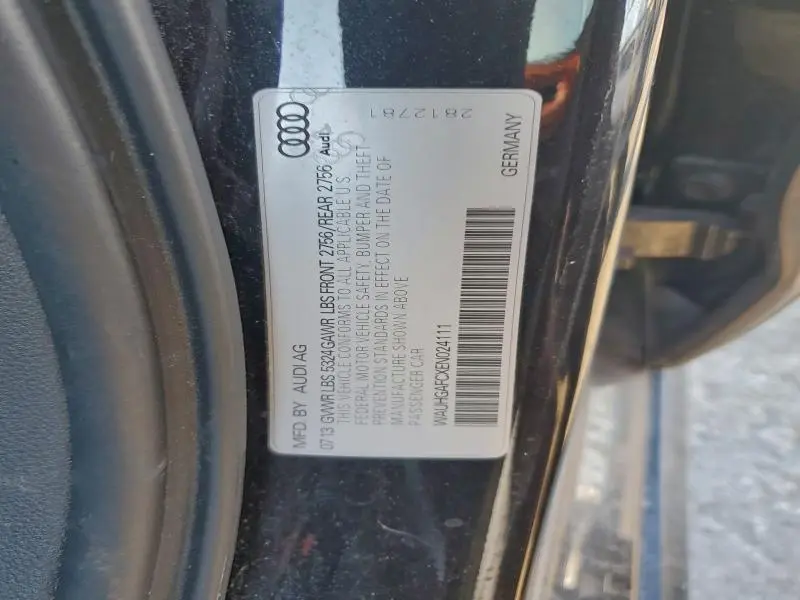 MFD BY AUDI AG
0713 GVWR LBS 5324 GAWR LBS FRONT 2756/REAR 2756 Audi
THIS VEHICLE CONFORMS TO ALL APPLICABLE U.S.
FEDERAL MOTOR VEHICLE SAFETY, BUMPER AND THEFT
PREVENTION STANDARDS IN EFFECT ON THE DATE OF
MANUFACTURE SHOWN ABOVE
PASSENGER CAR
WAUHGAFCXEN024111
GERMANY
2812781